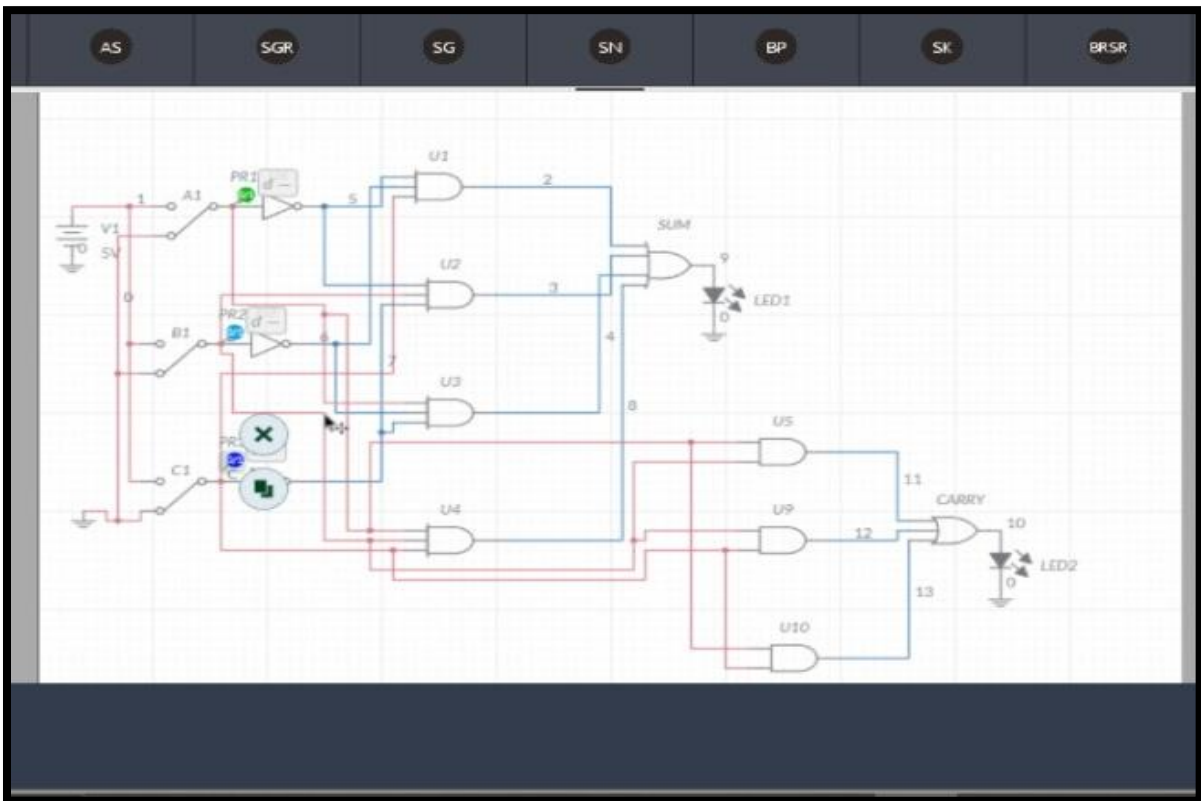 AS SGR SG SN BP SK BRSR
U1
PR1 d --
1 A1 5 2
V1
5V
0
SUM
U2
9
0
3
LED1
PR2 d --
0
B1 6
4
7
U3
8
U5
C1
11
CARRY
U4
U9
12
10
LED2
0
13
U10